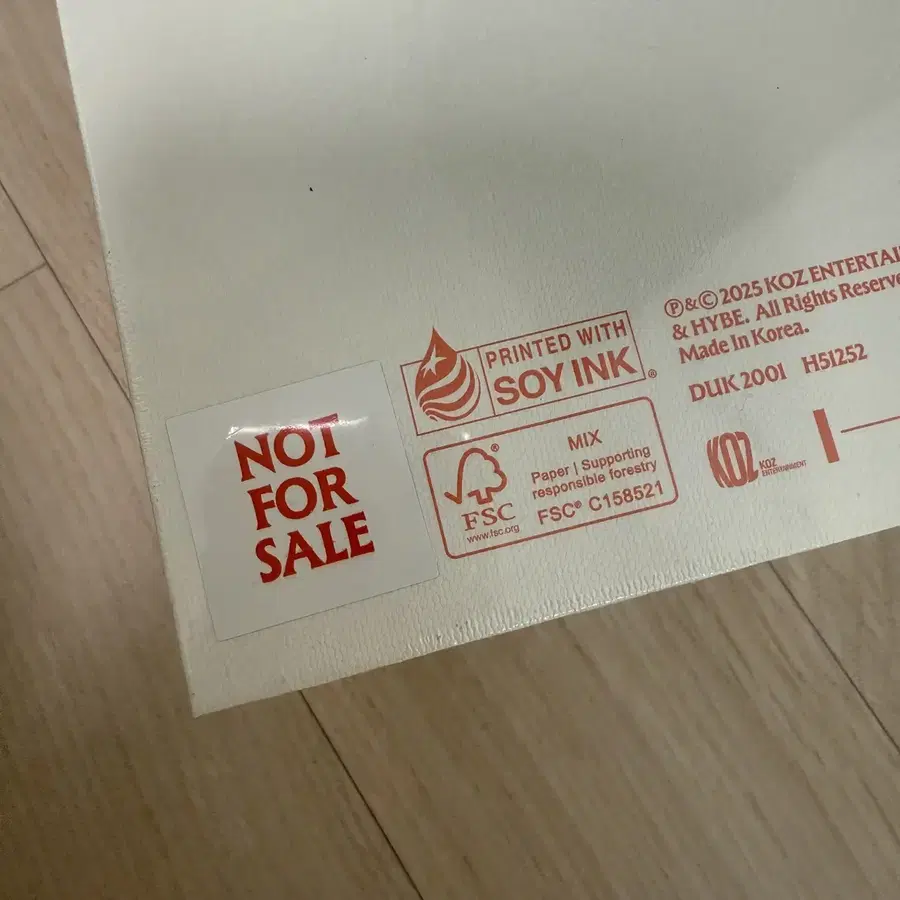 NOT
FOR
SALE
PRINTED WITH
SOY INK
®
FSC
®
www.fsc.org
MIX
Paper | Supporting
responsible forestry
FSC® C158521
Ⓟ&Ⓒ 2025 KOZ ENTERTAI
& HYBE. All Rights Reserve
Made In Korea.
DUK 2001 H51252
KOZ
KOZ
ENTERTAINMENT